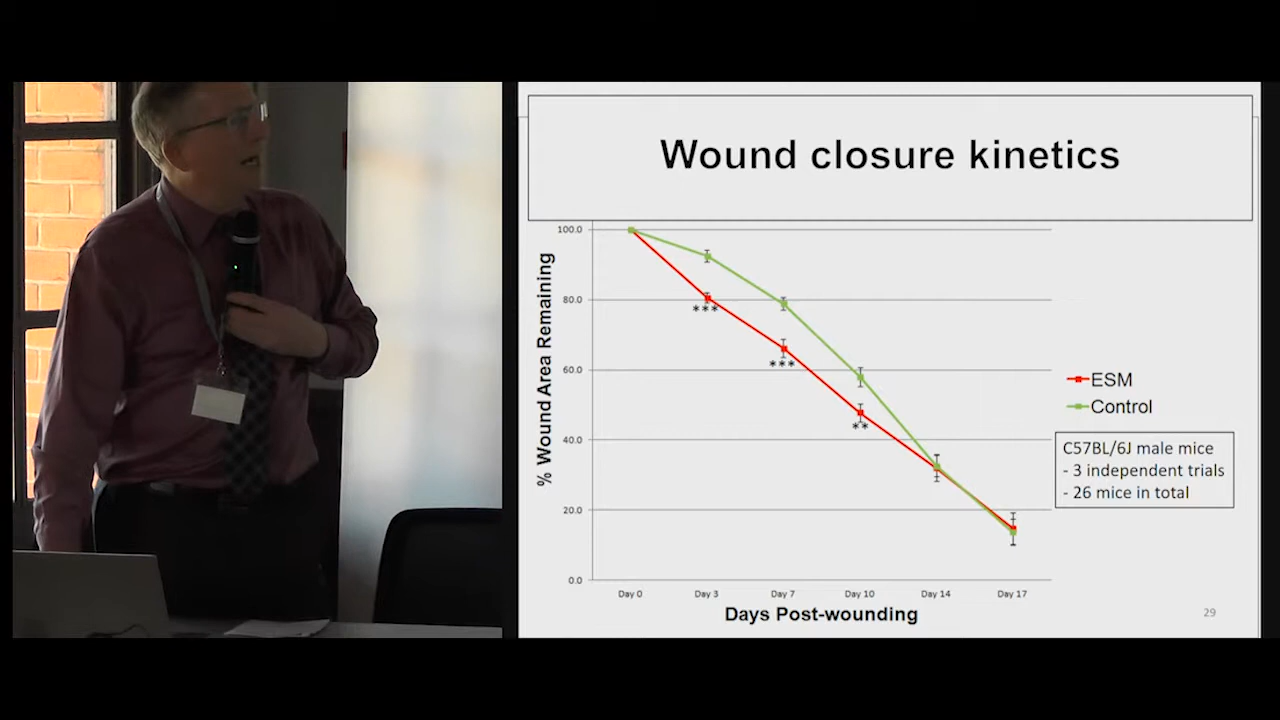 Wound closure kinetics
% Wound Area Remaining
100.0
80.0
60.0
40.0
20.0
0.0
***
***
**
Day 0 Day 3 Day 7 Day 10 Day 14 Day 17
Days Post-wounding
ESM
Control
C57BL/6J male mice
- 3 independent trials
- 26 mice in total
29